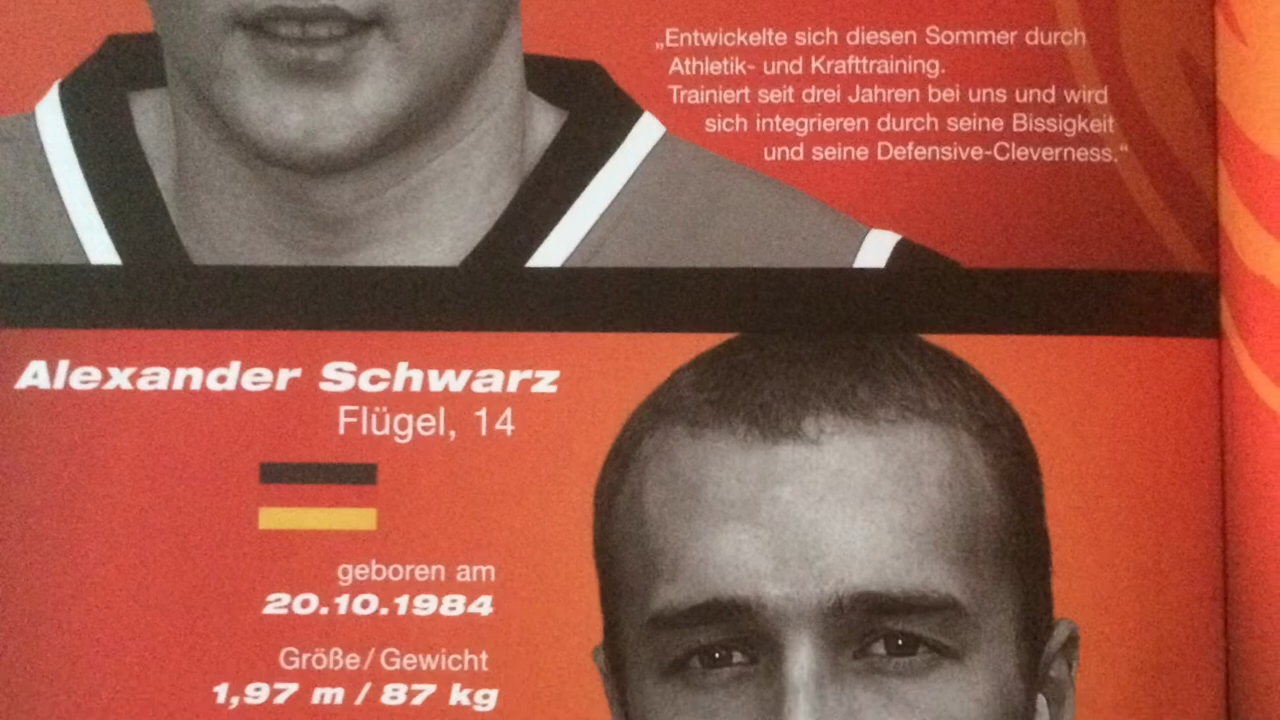 „Entwickelte sich diesen Sommer durch
Athletik- und Krafttraining.
Trainiert seit drei Jahren bei uns und wird
sich integrieren durch seine Bissigkeit
und seine Defensive-Cleverness.“
Alexander Schwarz
Flügel, 14
geboren am
20.10.1984
Größe/Gewicht
1,97 m / 87 kg